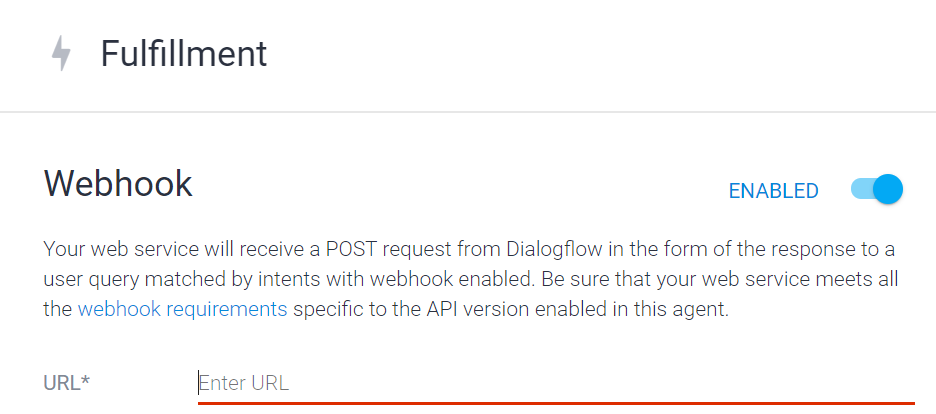 Fulfillment
Webhook
ENABLED
Your web service will receive a POST request from Dialogflow in the form of the response to a
user query matched by intents with webhook enabled. Be sure that your web service meets all
the webhook requirements specific to the API version enabled in this agent.
URL*
Enter URL